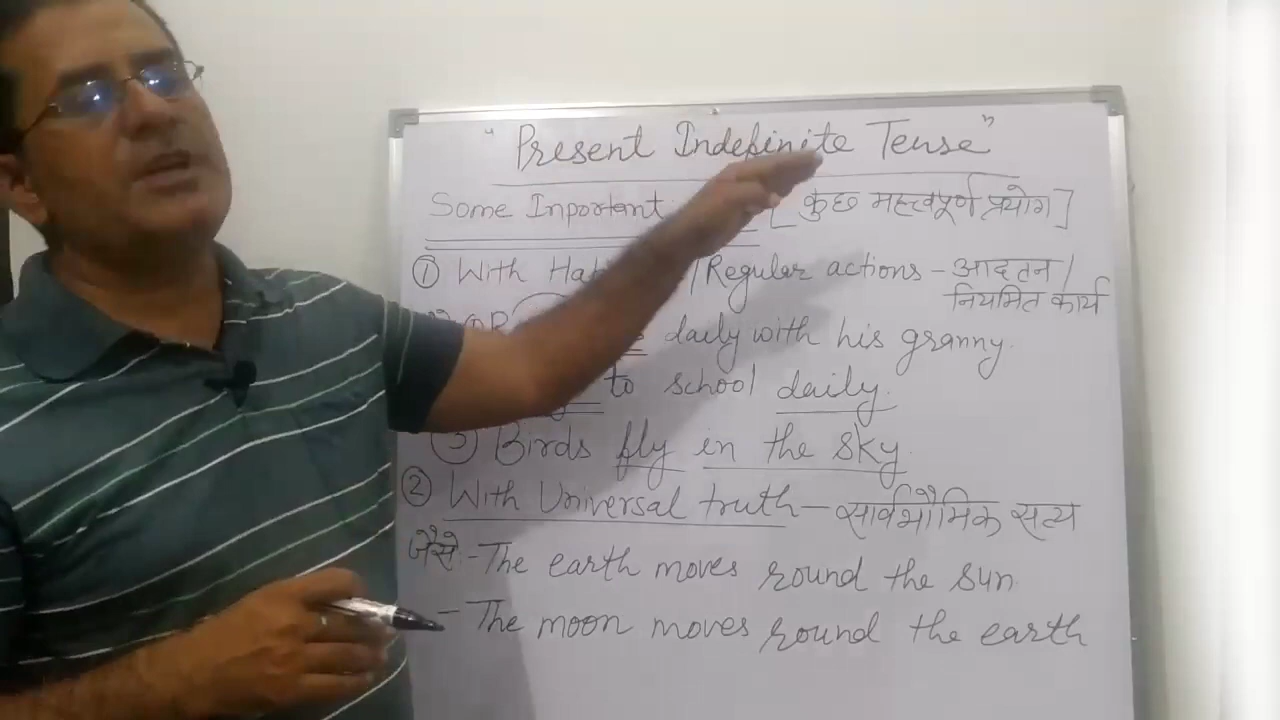 "Present Indefinite Tense"
Some Inportant [कुछ महत्त्वपूर्ण प्रयोग]
① With /Regular actions - आदतन/
नियमित कार्य
daily with his granny.
to school daily.
③ Birds fly in the sky.
② With Universal truth - सार्वभौमिक सत्य
जैसे:- The earth moves round the sun.
- The moon moves round the earth